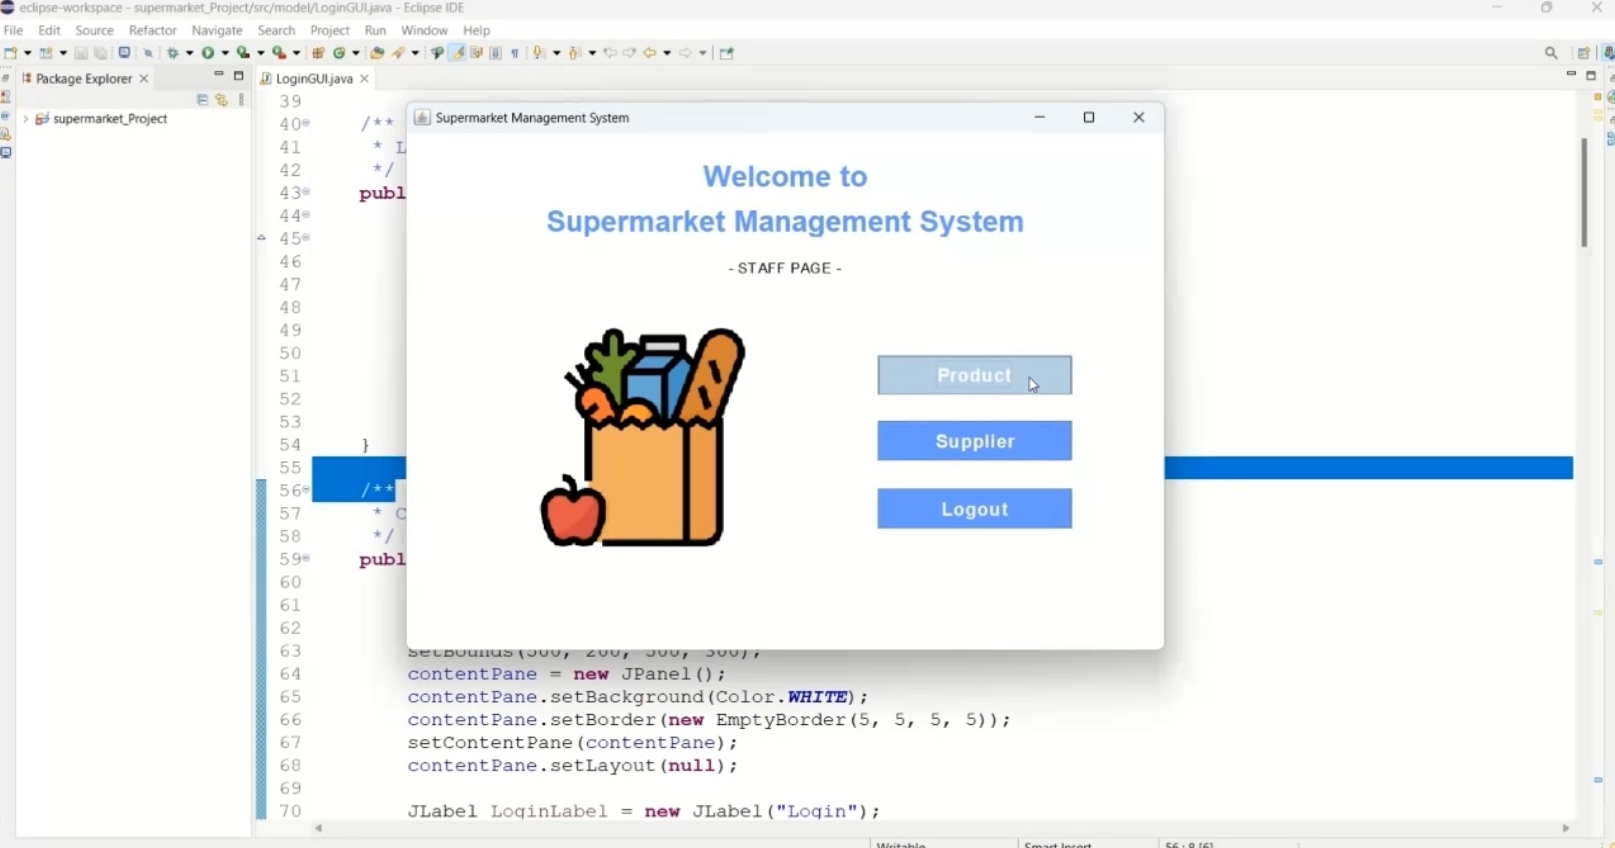 eclipse-workspace - supermarket_Project/src/model/LoginGUI.java - Eclipse IDE
File Edit Source Refactor Navigate Search Project Run Window Help
Package Explorer
LoginGUI.java
supermarket_Project
39
40 /**
41 * L
42 */
43 publ
44
45
46
47
48
49
50
51
52
53
54 }
55
56 /**
57 * C
58 */
59 publ
60
61
62
63 setBounds(500, 200, 500, 300);
64 contentPane = new JPanel();
65 contentPane.setBackground(Color.WHITE);
66 contentPane.setBorder(new EmptyBorder(5, 5, 5, 5));
67 setContentPane(contentPane);
68 contentPane.setLayout(null);
69
70 JLabel LoginLabel = new JLabel("Login");
Supermarket Management System
Welcome to
Supermarket Management System
- STAFF PAGE -
Product
Supplier
Logout
Writable Smart Insert 56 : 8 [6]